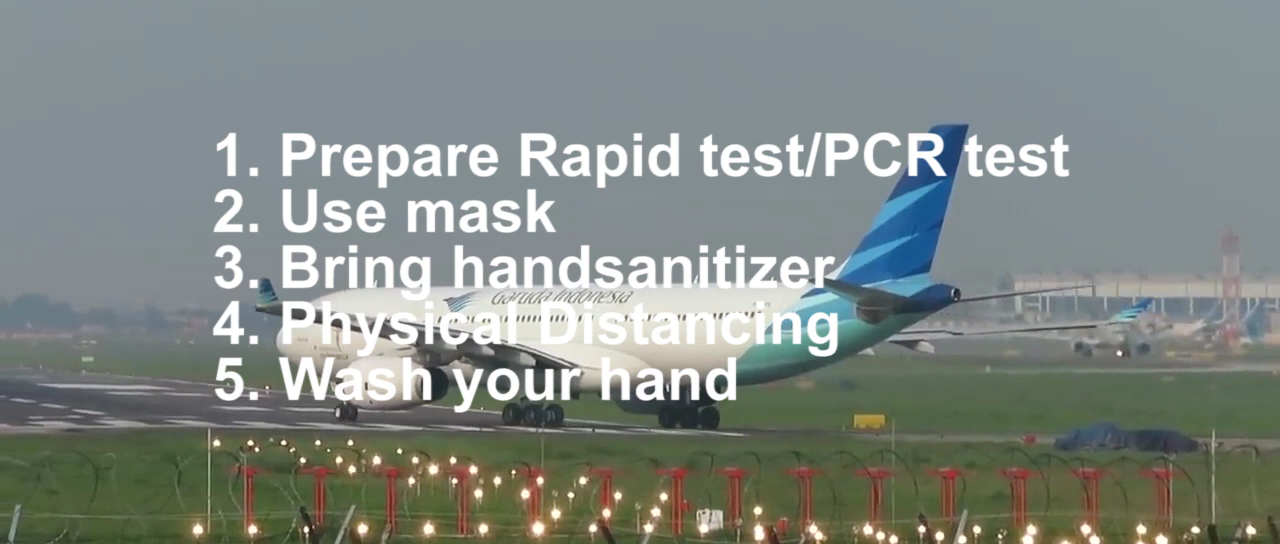 1. Prepare Rapid test/PCR test
2. Use mask
3. Bring handsanitizer
Garuda Indonesia
4. Physical Distancing
5. Wash your hand